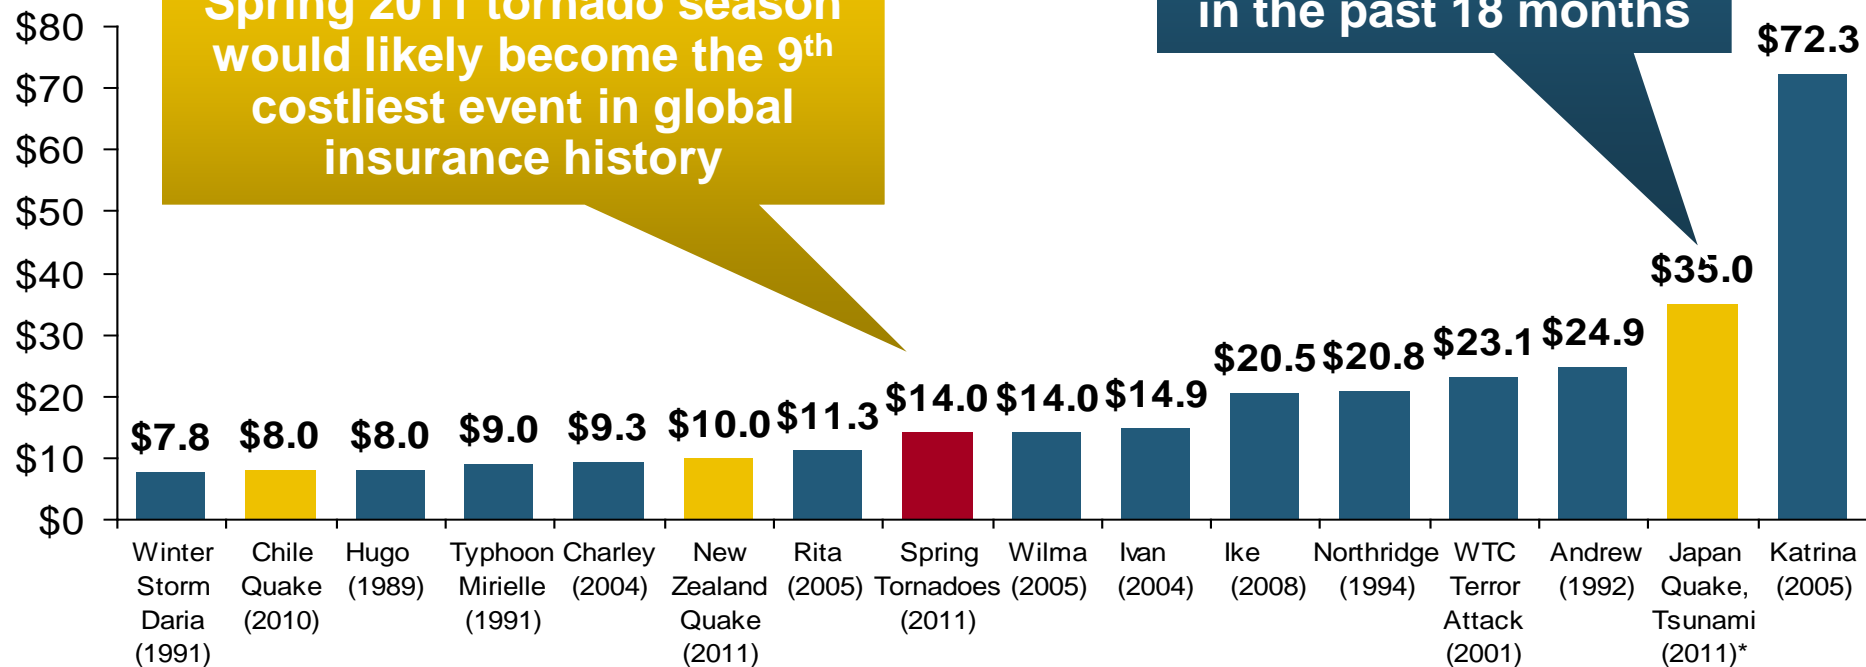 Spring 2011 tornado season
would likely become the 9th
costliest event in global
insurance history
in the past 18 months
$80
$70
$60
$50
$40
$30
$20
$10
$0
$7.8
$8.0
$8.0
$9.0
$9.3
$10.0
$11.3
$14.0
$14.0
$14.9
$20.5
$20.8
$23.1
$24.9
$35.0
$72.3
Winter
Storm
Daria
(1991)
Chile
Quake
(2010)
Hugo
(1989)
Typhoon
Mirielle
(1991)
Charley
(2004)
New
Zealand
Quake
(2011)
Rita
(2005)
Spring
Tornadoes
(2011)
Wilma
(2005)
Ivan
(2004)
Ike
(2008)
Northridge
(1994)
WTC
Terror
Attack
(2001)
Andrew
(1992)
Japan
Quake,
Tsunami
(2011)*
Katrina
(2005)